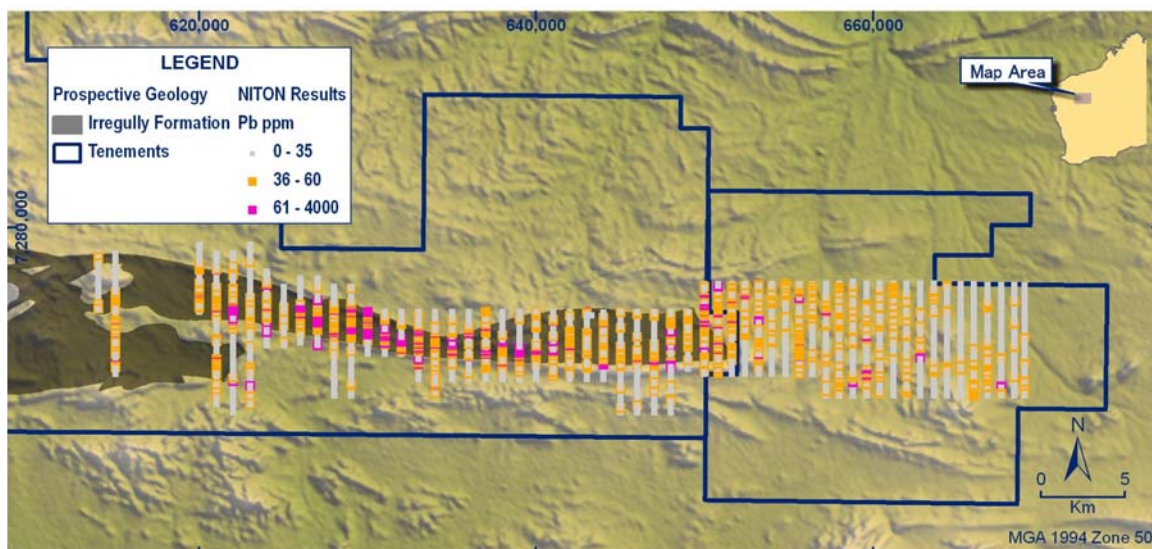 620,000 640,000 660,000
LEGEND
Prospective Geology NITON Results
Irregully Formation Pb ppm
Tenements 0 - 35
36 - 60
61 - 4000
Map Area
7,280,000
N
0 5
Km
MGA 1994 Zone 50